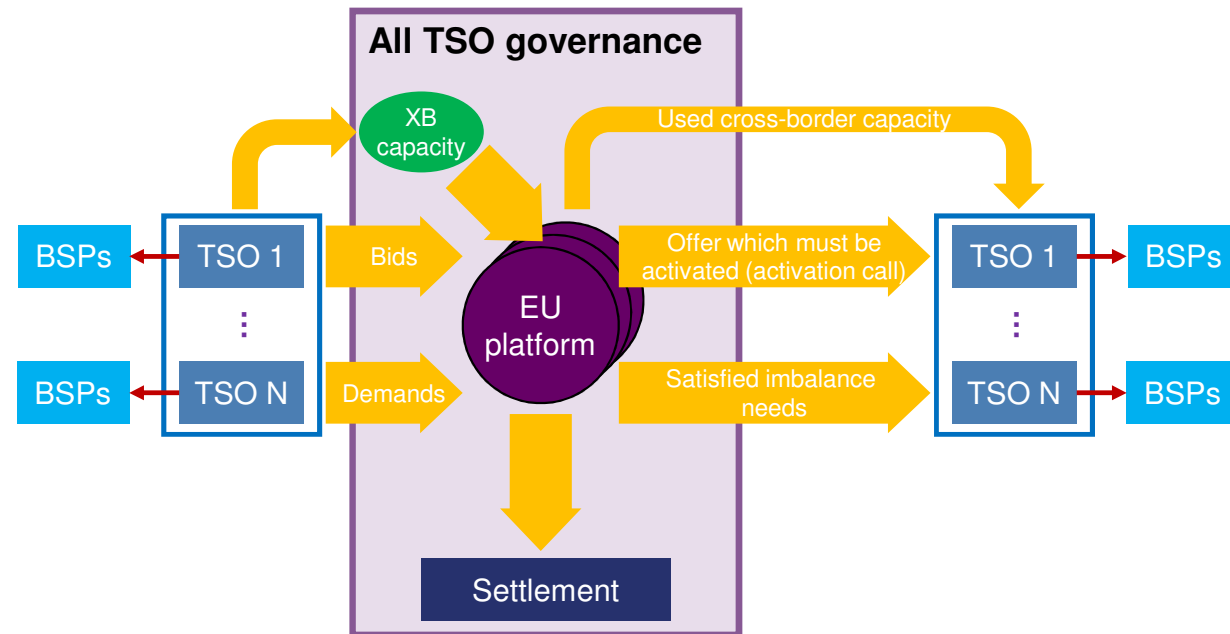 All TSO governance
XB
capacity
Used cross-border capacity
BSPs
TSO 1
Bids
Offer which must be
activated (activation call)
TSO 1
BSPs
...
EU
platform
...
BSPs
TSO N
Demands
Satisfied imbalance
needs
TSO N
BSPs
Settlement